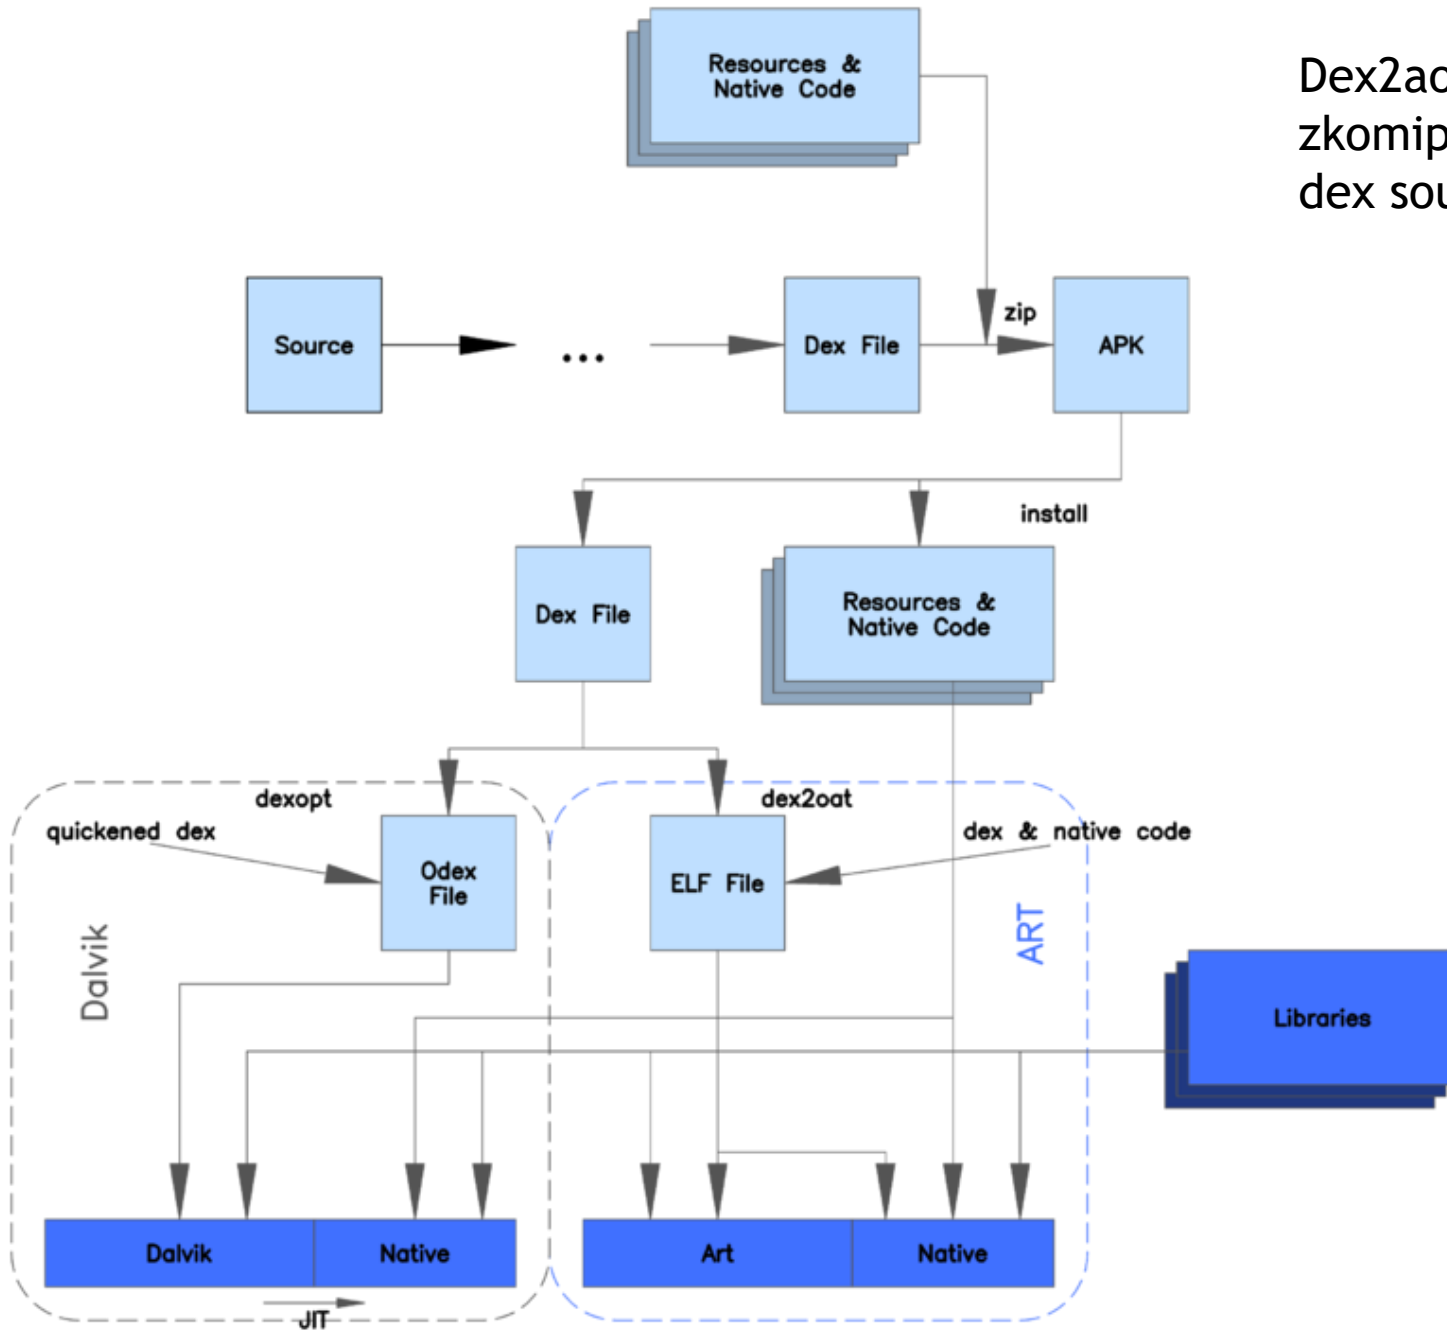 Resources &
Native Code
zkomip
dex sou
Source
...
Dex File
zip
APK
install
Dex File
Resources &
Native Code
dexopt
dex2oat
quickened dex
dex & native code
Odex
File
ELF File
Dalvik
ART
Libraries
Dalvik
Native
Art
Native
JIT